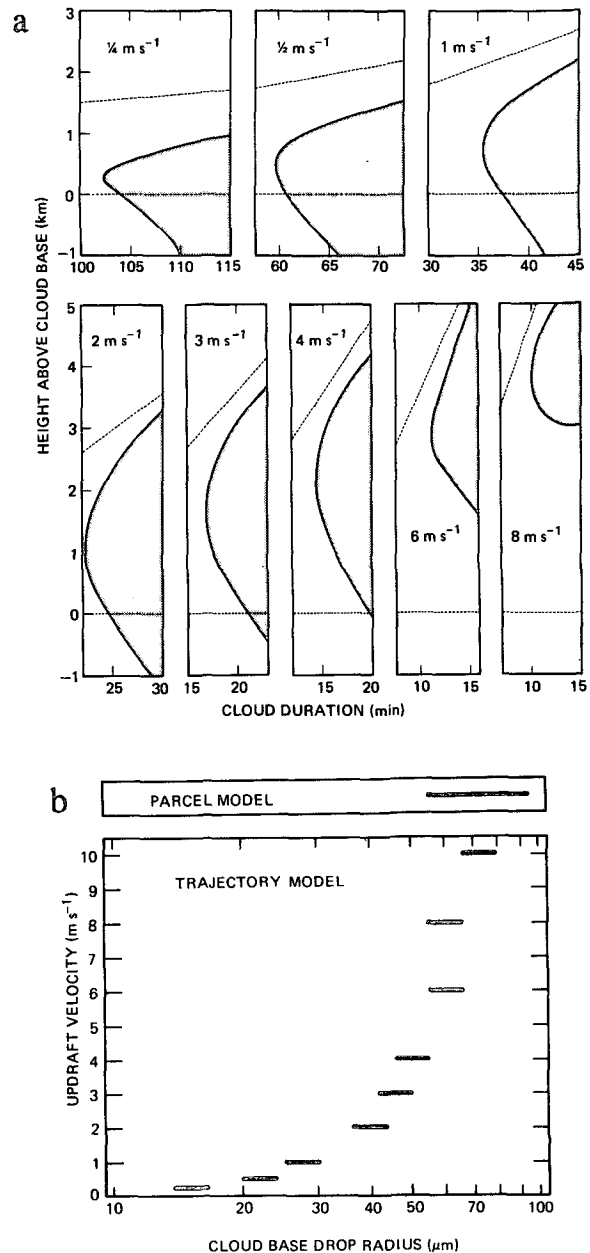 a
¼ m s⁻¹
½ m s⁻¹
1 m s⁻¹
3
2
1
0
−1
100 105 110 115
60 65 70
30 35 40 45
HEIGHT ABOVE CLOUD BASE (km)
2 m s⁻¹
3 m s⁻¹
4 m s⁻¹
6 m s⁻¹
8 m s⁻¹
5
4
3
2
1
0
−1
25 30
15 20
15 20
10 15
10 15
CLOUD DURATION (min)
b
PARCEL MODEL
TRAJECTORY MODEL
UPDRAFT VELOCITY (m s⁻¹)
10
9
8
7
6
5
4
3
2
1
0
10 20 30 40 50 60 70 100
CLOUD BASE DROP RADIUS (μm)